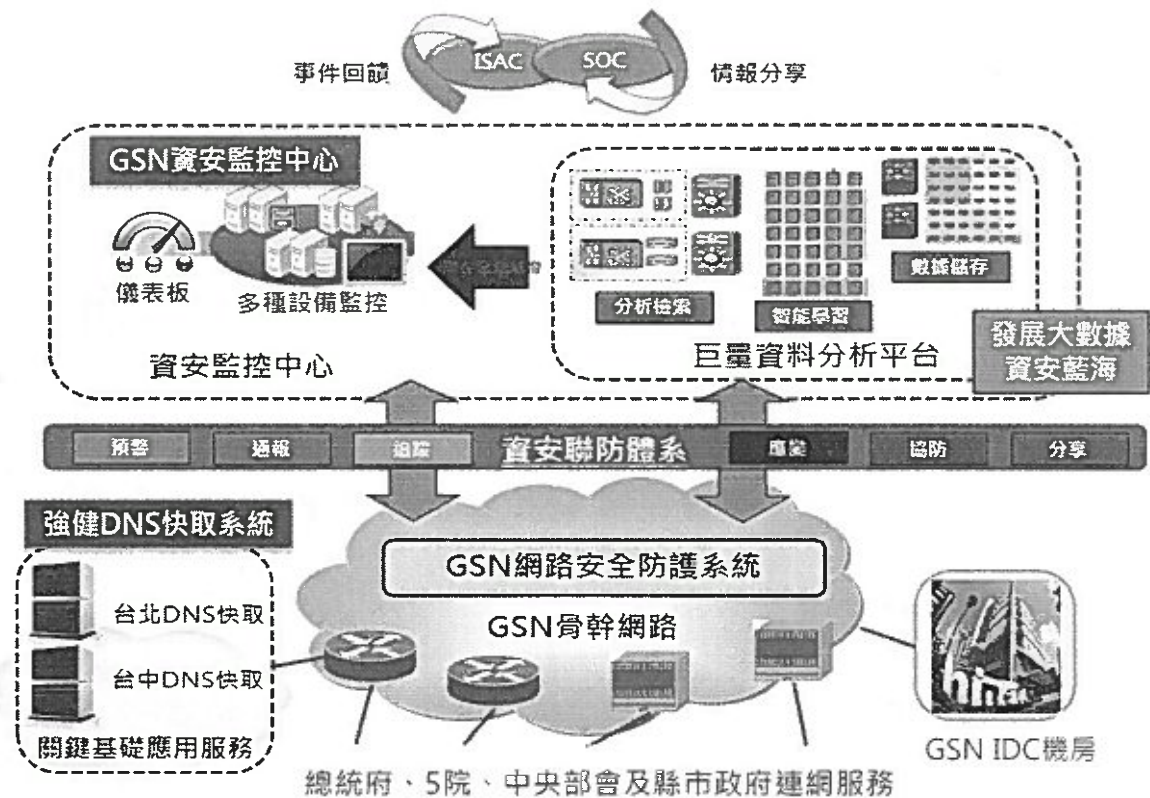 事件回饋
ISAC
SOC
情報分享
GSN資安監控中心
儀表板
多種設備監控
資安監控中心
分析檢索
智能學習
數據儲存
巨量資料分析平台
發展大數據
資安藍海
預警
通報
追蹤
資安聯防體系
應變
協防
分享
強健DNS快取系統
台北DNS快取
台中DNS快取
關鍵基礎應用服務
GSN網路安全防護系統
GSN骨幹網路
GSN IDC機房
總統府、5院、中央部會及縣市政府連網服務